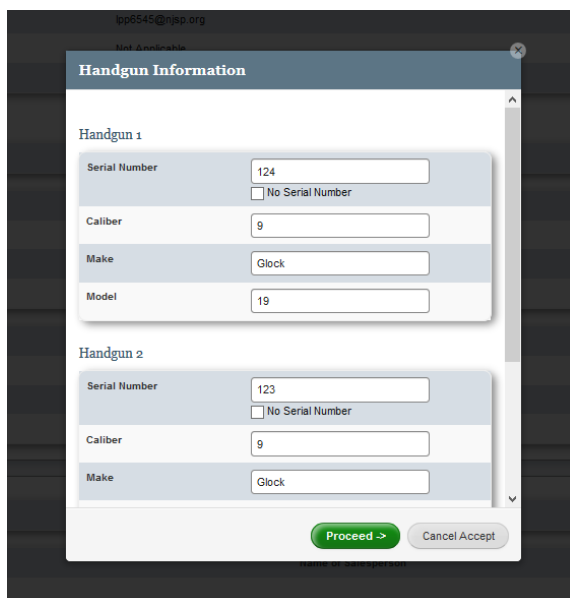 lpp6545@njsp.org
Not Applicable
Handgun Information
Handgun 1
Serial Number 124
No Serial Number
Caliber 9
Make Glock
Model 19
Handgun 2
Serial Number 123
No Serial Number
Caliber 9
Make Glock
Proceed -> Cancel Accept
Name of Salesperson